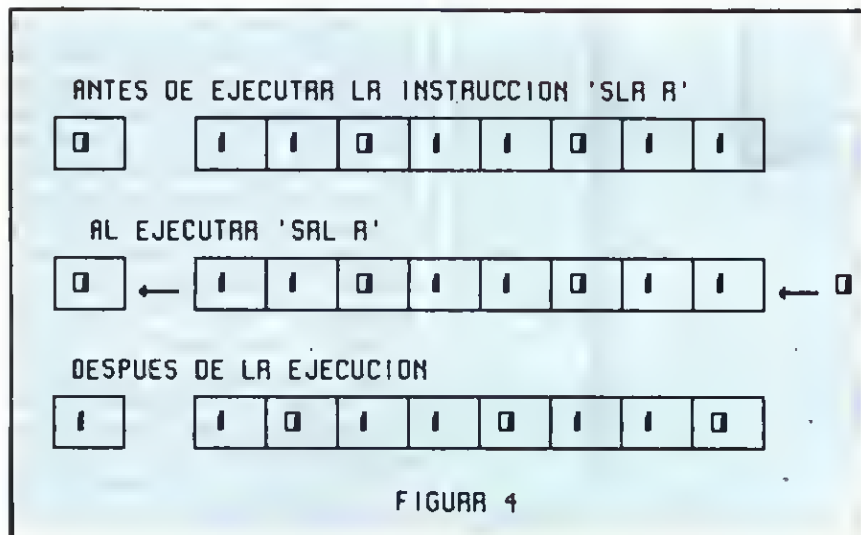 ANTES DE EJECUTAR LA INSTRUCCION 'SLA A'
0 1 1 0 1 1 0 1 1
AL EJECUTAR 'SAL A'
0 ← 1 1 0 1 1 0 1 1 ← 0
DESPUES DE LA EJECUCION
1 1 0 1 1 0 1 1 0
FIGURA 4